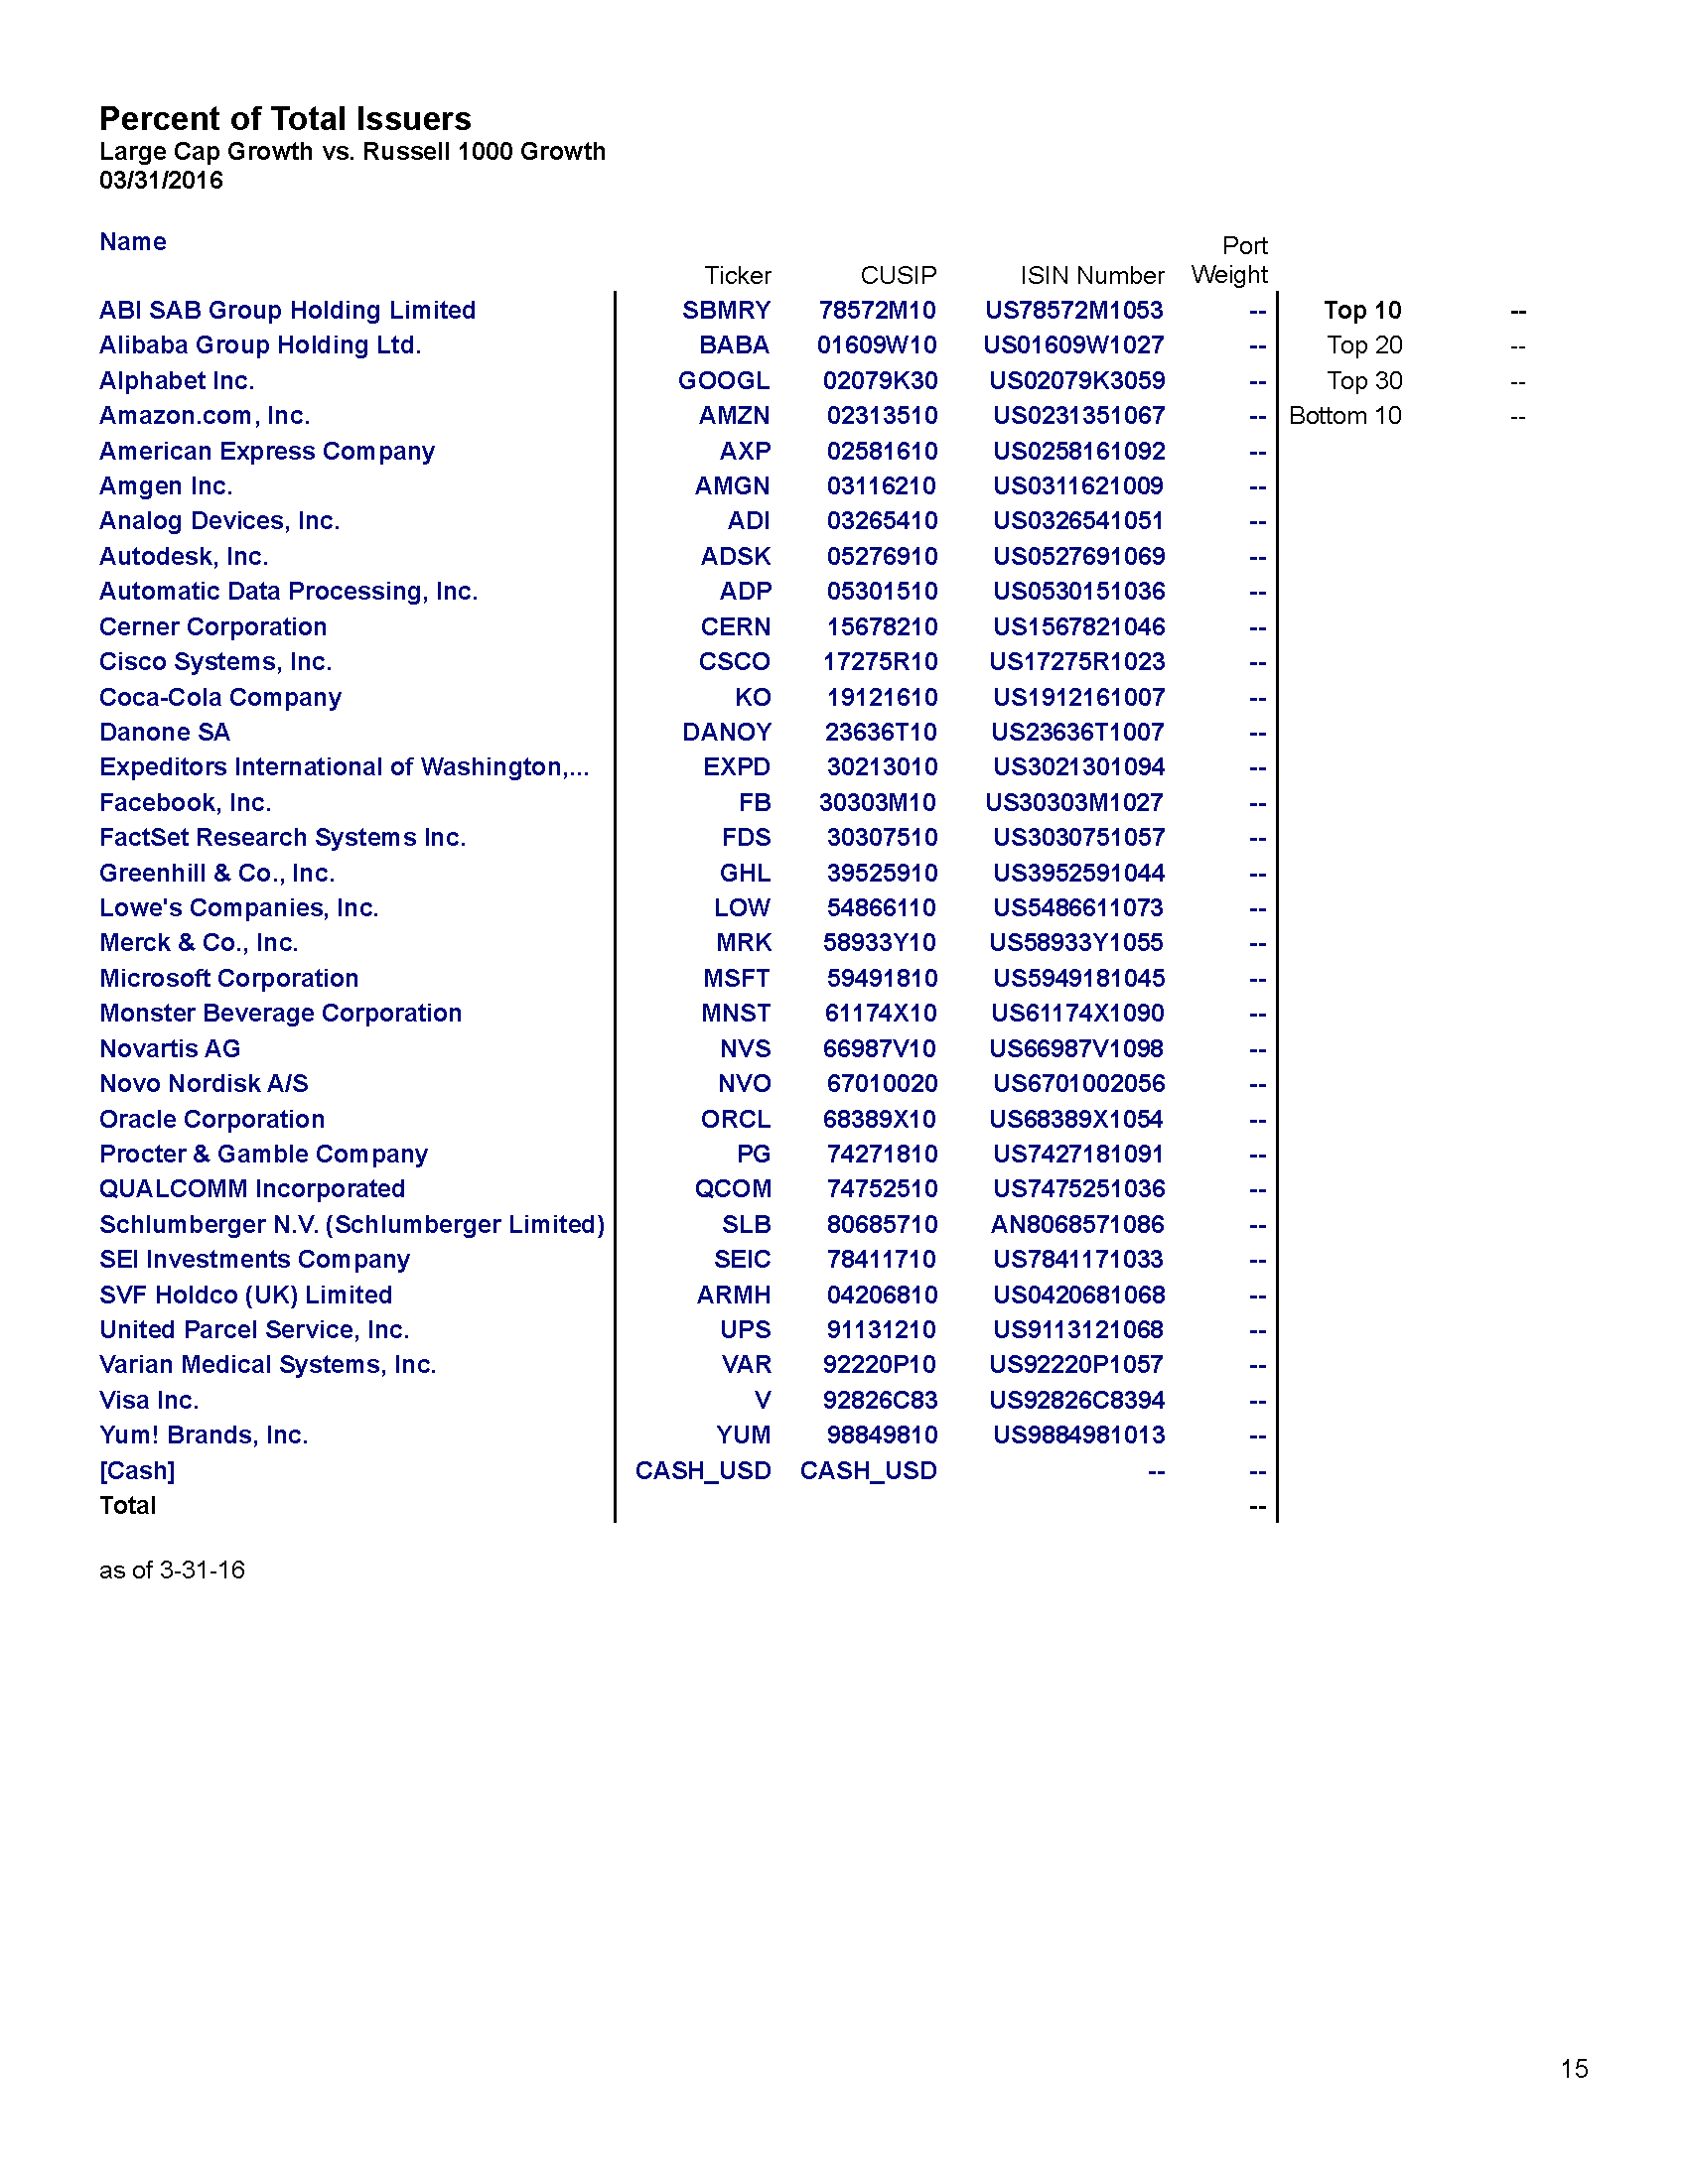 Percent of Total Issuers
Large Cap Growth vs. Russell 1000 Growth
03/31/2016
Name Ticker CUSIP ISIN Number Port Weight
ABI SAB Group Holding Limited SBMRY 78572M10 US78572M1053 -- Top 10 --
Alibaba Group Holding Ltd. BABA 01609W10 US01609W1027 -- Top 20 --
Alphabet Inc. GOOGL 02079K30 US02079K3059 -- Top 30 --
Amazon.com, Inc. AMZN 02313510 US0231351067 -- Bottom 10 --
American Express Company AXP 02581610 US0258161092 --
Amgen Inc. AMGN 03116210 US0311621009 --
Analog Devices, Inc. ADI 03265410 US0326541051 --
Autodesk, Inc. ADSK 05276910 US0527691069 --
Automatic Data Processing, Inc. ADP 05301510 US0530151036 --
Cerner Corporation CERN 15678210 US1567821046 --
Cisco Systems, Inc. CSCO 17275R10 US17275R1023 --
Coca-Cola Company KO 19121610 US1912161007 --
Danone SA DANOY 23636T10 US23636T1007 --
Expeditors International of Washington,... EXPD 30213010 US3021301094 --
Facebook, Inc. FB 30303M10 US30303M1027 --
FactSet Research Systems Inc. FDS 30307510 US3030751057 --
Greenhill & Co., Inc. GHL 39525910 US3952591044 --
Lowe's Companies, Inc. LOW 54866110 US5486611073 --
Merck & Co., Inc. MRK 58933Y10 US58933Y1055 --
Microsoft Corporation MSFT 59491810 US5949181045 --
Monster Beverage Corporation MNST 61174X10 US61174X1090 --
Novartis AG NVS 66987V10 US66987V1098 --
Novo Nordisk A/S NVO 67010020 US6701002056 --
Oracle Corporation ORCL 68389X10 US68389X1054 --
Procter & Gamble Company PG 74271810 US7427181091 --
QUALCOMM Incorporated QCOM 74752510 US7475251036 --
Schlumberger N.V. (Schlumberger Limited) SLB 80685710 AN8068571086 --
SEI Investments Company SEIC 78411710 US7841171033 --
SVF Holdco (UK) Limited ARMH 04206810 US0420681068 --
United Parcel Service, Inc. UPS 91131210 US9113121068 --
Varian Medical Systems, Inc. VAR 92220P10 US92220P1057 --
Visa Inc. V 92826C83 US92826C8394 --
Yum! Brands, Inc. YUM 98849810 US9884981013 --
[Cash] CASH_USD CASH_USD -- --
Total --
as of 3-31-16
15